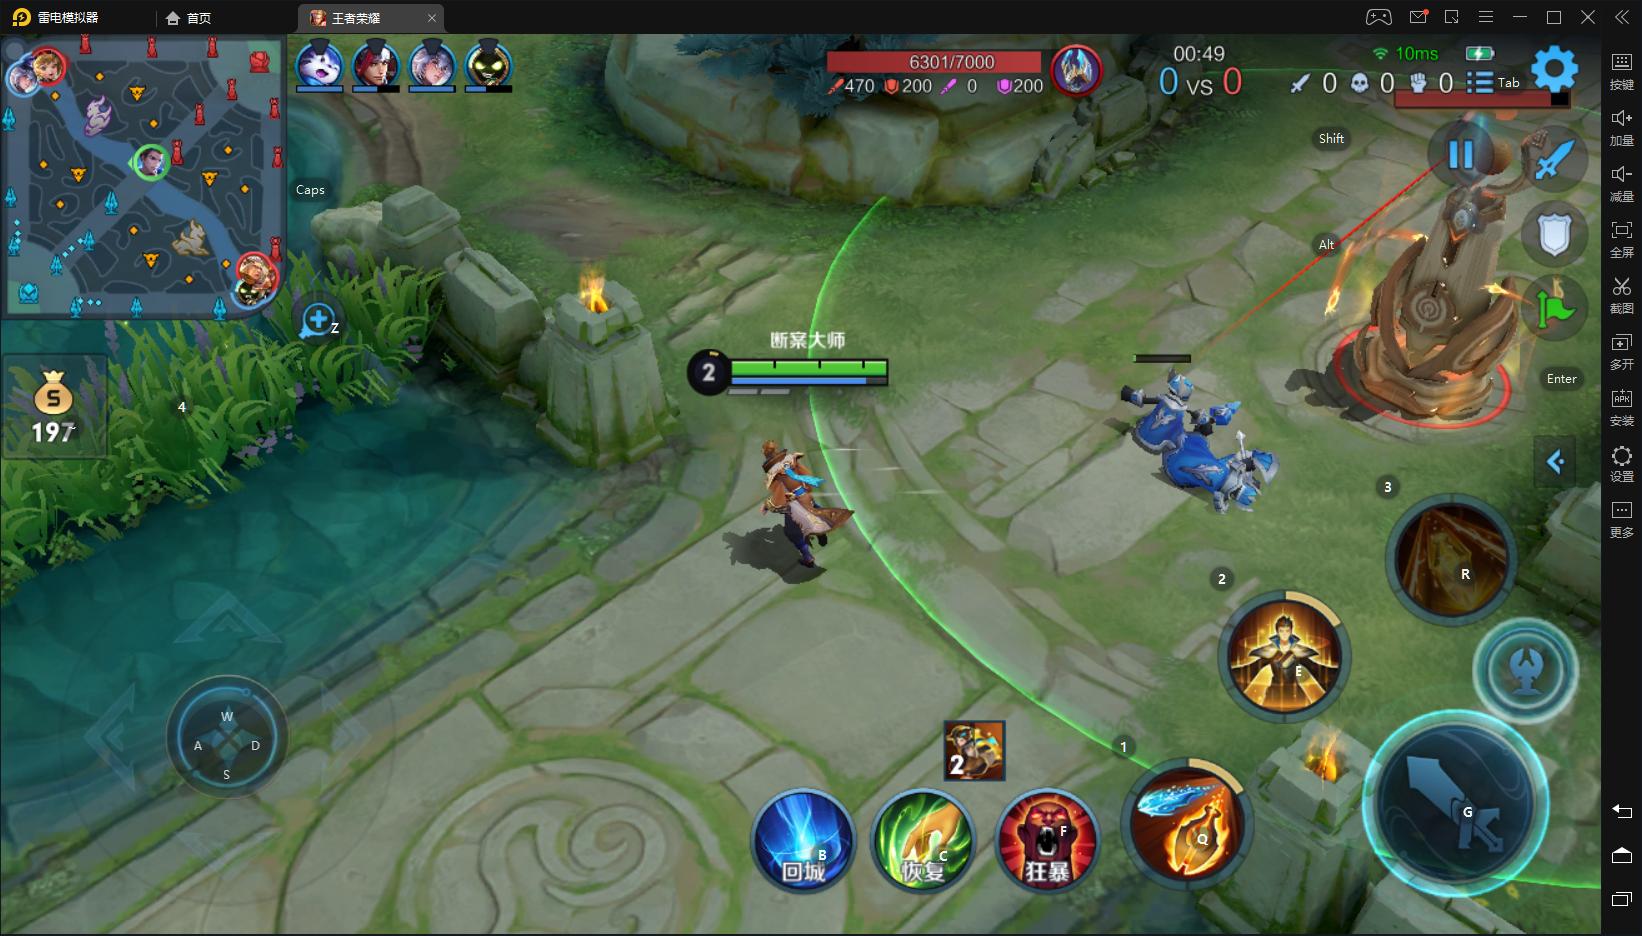 雷电模拟器
首页
王者荣耀
6301/7000
470
200
0
200
00:49
0 VS 0
10ms
0
0
0
Tab
Shift
Alt
Enter
Caps
Z
4
S
197
断案大师
2
W
A
D
S
2
回城
B
恢复
C
狂暴
F
1
Q
2
E
3
R
G
按键
加量
减量
全屏
截图
多开
APK
安装
设置
更多